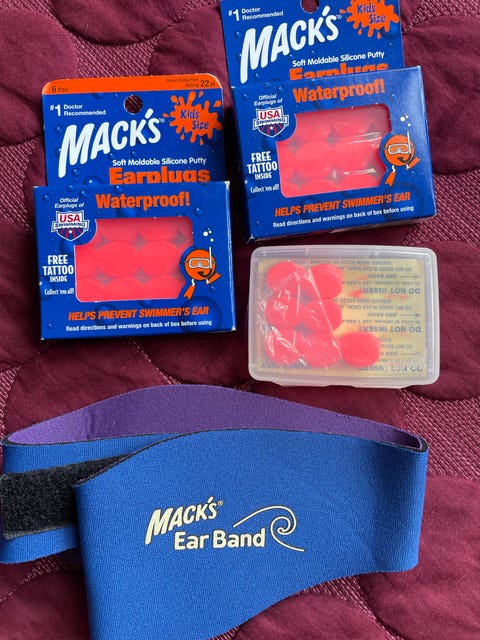 #1 Doctor
Recommended
Kids
Size
MACK'S®
Soft Moldable Silicone Putty
Earplugs
Official
Earplugs of
USA
SWIMMING
Waterproof!
FREE
TATTOO
INSIDE
Collect 'em all!
HELPS PREVENT SWIMMER'S EAR
Read directions and warnings on back of box before using
6 Pair
Noise Reduction
Rating 22
#1 Doctor
Recommended
Kids
Size
MACK'S®
Soft Moldable Silicone Putty
Earplugs
Official
Earplugs of
USA
SWIMMING
Waterproof!
FREE
TATTOO
INSIDE
Collect 'em all!
HELPS PREVENT SWIMMER'S EAR
Read directions and warnings on back of box before using
DO NOT INSERT
DO NOT INSERT
MACK'S®
Ear Band